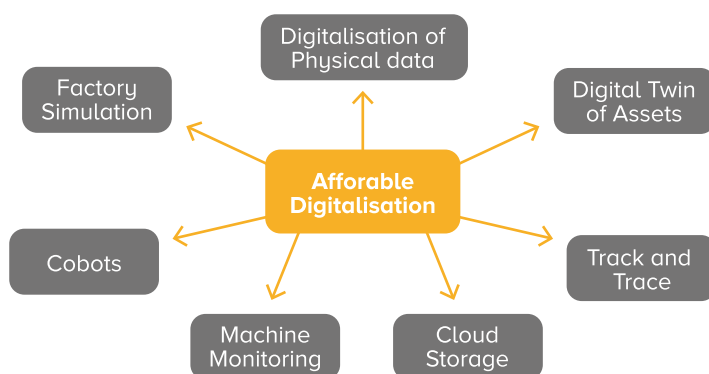 Digitalisation of
Physical data
Factory
Simulation
Digital Twin
of Assets
Afforable
Digitalisation
Cobots
Track and
Trace
Machine
Monitoring
Cloud
Storage